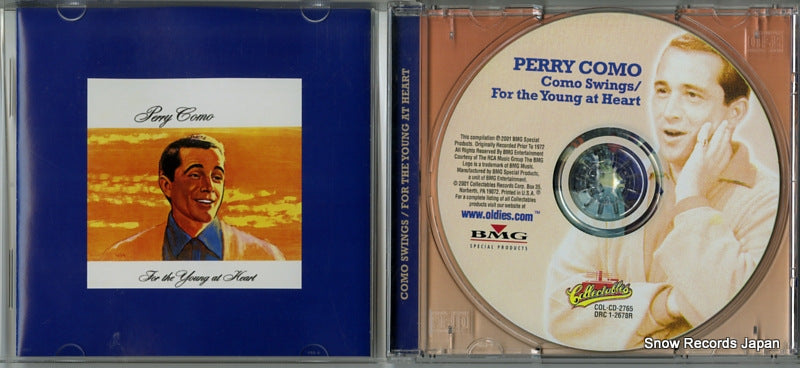 Perry Como
For the Young at Heart
COMO SWINGS / FOR THE YOUNG AT HEART
PERRY COMO
Como Swings/
For the Young at Heart
This compilation ℗ 2001 BMG Special
Products. Originally Recorded Prior To 1972
All Rights Reserved By BMG Entertainment
Courtesy of The RCA Music Group The BMG
Logo is a trademark of BMG Music.
Manufactured by BMG Special Products,
a unit of BMG Entertainment.
© 2001 Collectables Records Corp. Box 35,
Narberth, PA 19072, Printed in U.S.A. ®
For a complete listing of all Collectables
products visit our website at
www.oldies.com™
BMG
SPECIAL PRODUCTS
Collectables
COL-CD-2765
DRC 1-2678R
Snow Records Japan